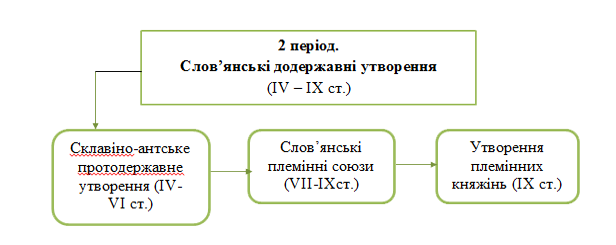 2 період.
Слов’янські додержавні утворення
(IV – IX ст.)
Склавіно-антське
протодержавне
утворення (IV-
VI ст.)
Слов’янські
племінні союзи
(VII-IXст.)
Утворення
племінних
княжінь (IX ст.)